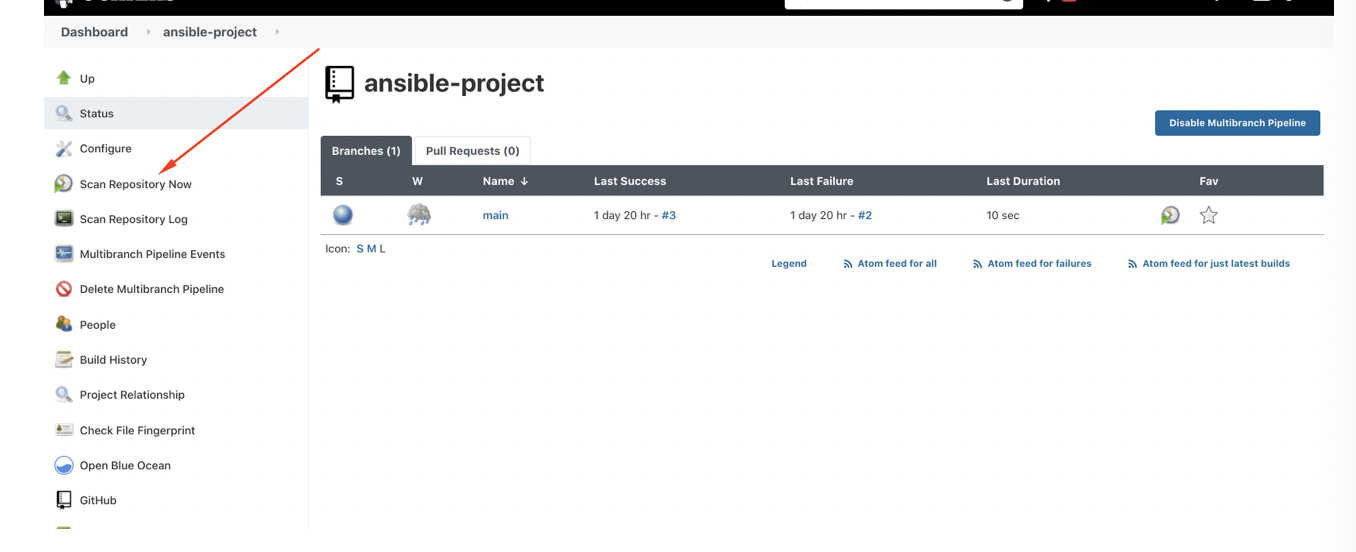 Dashboard ansible-project
Up
Status
Configure
Scan Repository Now
Scan Repository Log
Multibranch Pipeline Events
Delete Multibranch Pipeline
People
Build History
Project Relationship
Check File Fingerprint
Open Blue Ocean
GitHub
ansible-project
Disable Multibranch Pipeline
Branches (1) Pull Requests (0)
S W Name ↓ Last Success Last Failure Last Duration Fav
main 1 day 20 hr - #3 1 day 20 hr - #2 10 sec
Icon: S M L
Legend Atom feed for all Atom feed for failures Atom feed for just latest builds